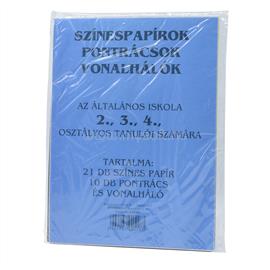 SZÍNESPAPÍROK
PONTRÁCSOK
VONALHÁLÓK
AZ ÁLTALÁNOS ISKOLA
2., 3., 4.,
OSZTÁLYOS TANULÓI SZÁMÁRA
TARTALMA:
21 DB SZÍNES PAPÍR
10 DB PONTRÁCS
ÉS VONALHÁLÓ